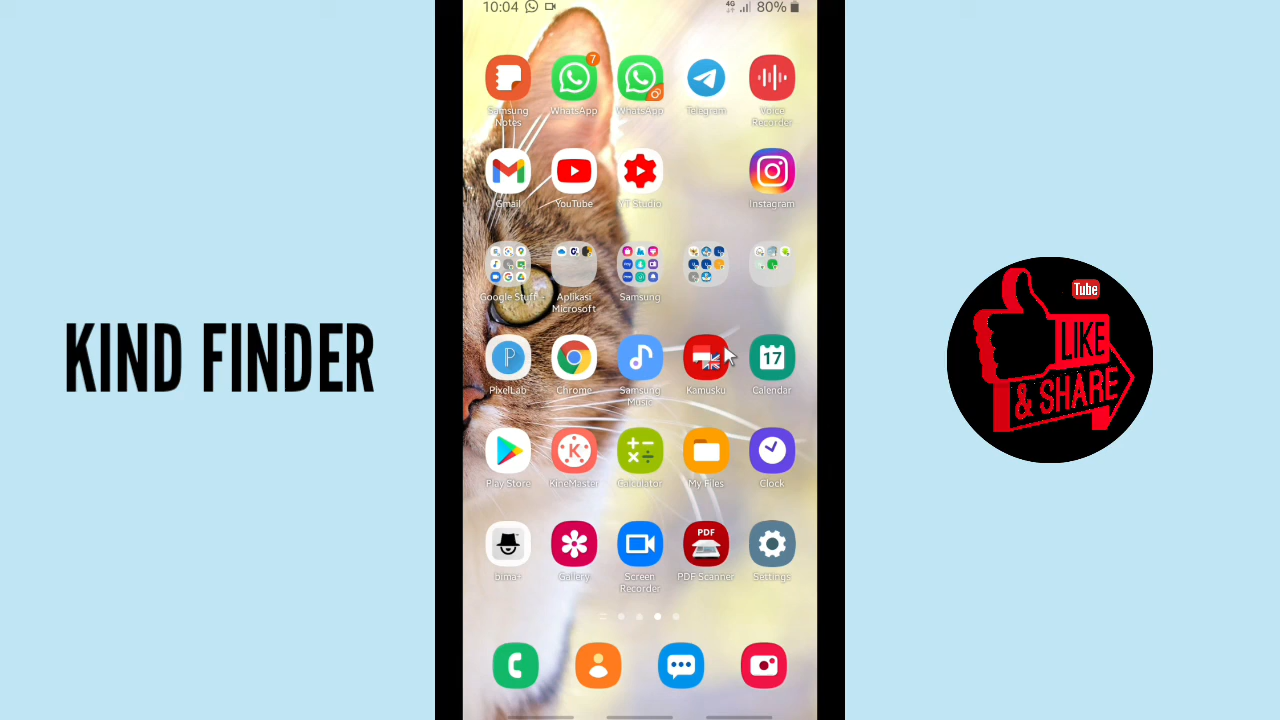 10:04
4G
80%
7
Samsung
Notes
WhatsApp
WhatsApp
Telegram
Voice
Recorder
Gmail
YouTube
YT Studio
Instagram
Google Stuff
Aplikasi
Microsoft
Samsung
PixelLab
Chrome
Samsung
Music
Kamusku
17
Calendar
Play Store
K
KineMaster
Calculator
My Files
Clock
PDF
bima+
Gallery
Screen
Recorder
PDF Scanner
Settings
KIND FINDER
Tube
LIKE
& SHARE